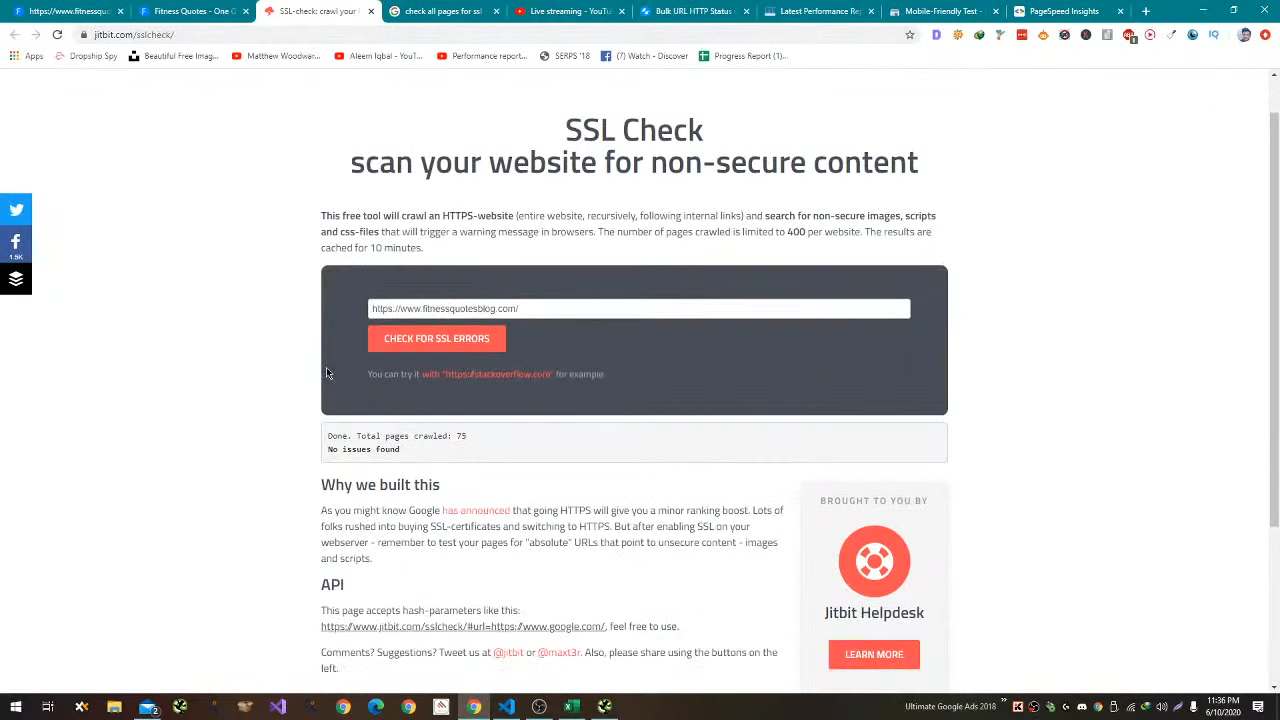 https://www.fitnessquotesb
Fitness Quotes - One G
SSL-check: crawl your
check all pages for ssl
Live streaming - YouTu
Bulk URL HTTP Status
Latest Performance Rep
Mobile-Friendly Test -
PageSpeed Insights
jitbit.com/sslcheck/
Apps
Dropship Spy
Beautiful Free Imag...
Matthew Woodwar...
Aleem Iqbal - YouT...
Performance report...
SERPS '18
(7) Watch - Discover
Progress Report (1)...
SSL Check
scan your website for non-secure content
This free tool will crawl an HTTPS-website (entire website, recursively, following internal links) and search for non-secure images, scripts
and css-files that will trigger a warning message in browsers. The number of pages crawled is limited to 400 per website. The results are
cached for 10 minutes.
1.5K
https://www.fitnessquotesblog.com/
CHECK FOR SSL ERRORS
You can try it with "https://stackoverflow.com" for example.
Done. Total pages crawled: 75
No issues found
Why we built this
As you might know Google has announced that going HTTPS will give you a minor ranking boost. Lots of
folks rushed into buying SSL-certificates and switching to HTTPS. But after enabling SSL on your
webserver - remember to test your pages for "absolute" URLs that point to unsecure content - images
and scripts.
API
This page accepts hash-parameters like this:
https://www.jitbit.com/sslcheck/#url=https://www.google.com/, feel free to use.
Comments? Suggestions? Tweet us at @jitbit or @maxt3r. Also, please share using the buttons on the
left.
BROUGHT TO YOU BY
Jitbit Helpdesk
LEARN MORE
Ultimate Google Ads 2018
11:36 PM
6/10/2020